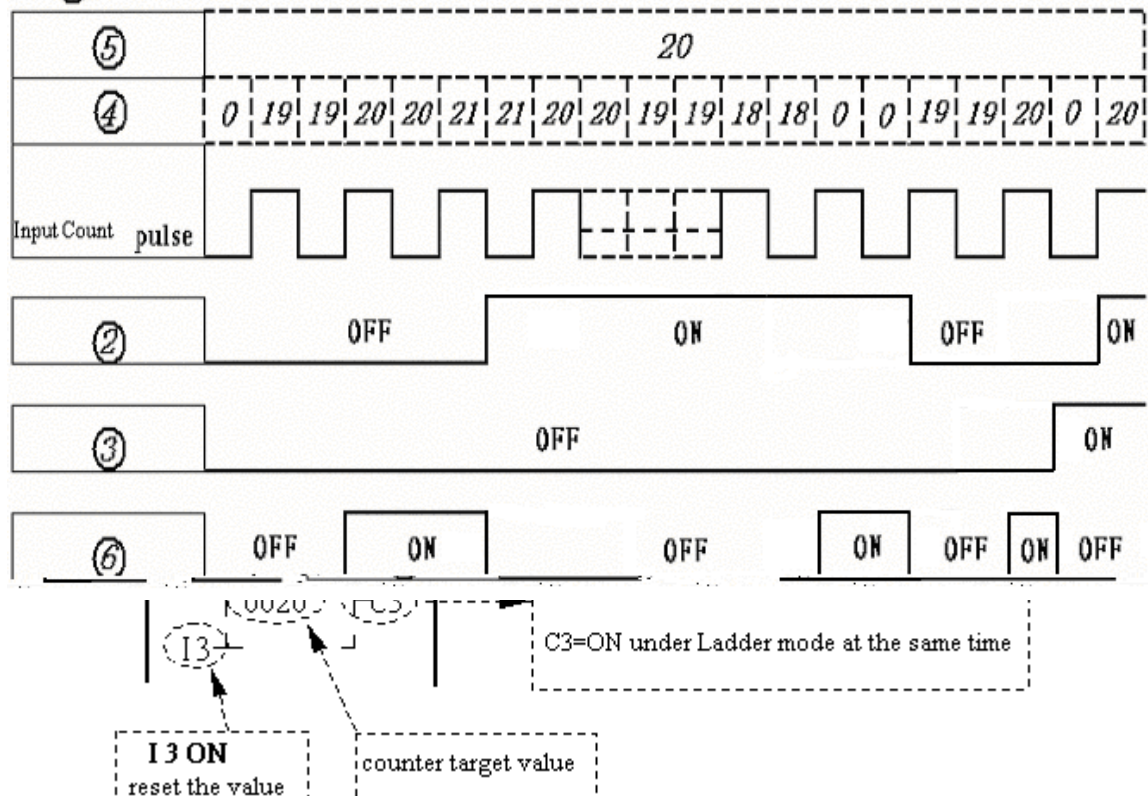 ⑤ 20
④ 0 19 19 20 20 21 21 20 20 19 19 18 18 0 0 19 19 20 0 20
Input Count pulse
② OFF ON OFF ON
③ OFF ON
⑥ OFF ON OFF ON OFF ON OFF
C3
I3
C3=ON under Ladder mode at the same time
I 3 ON
reset the value
counter target value